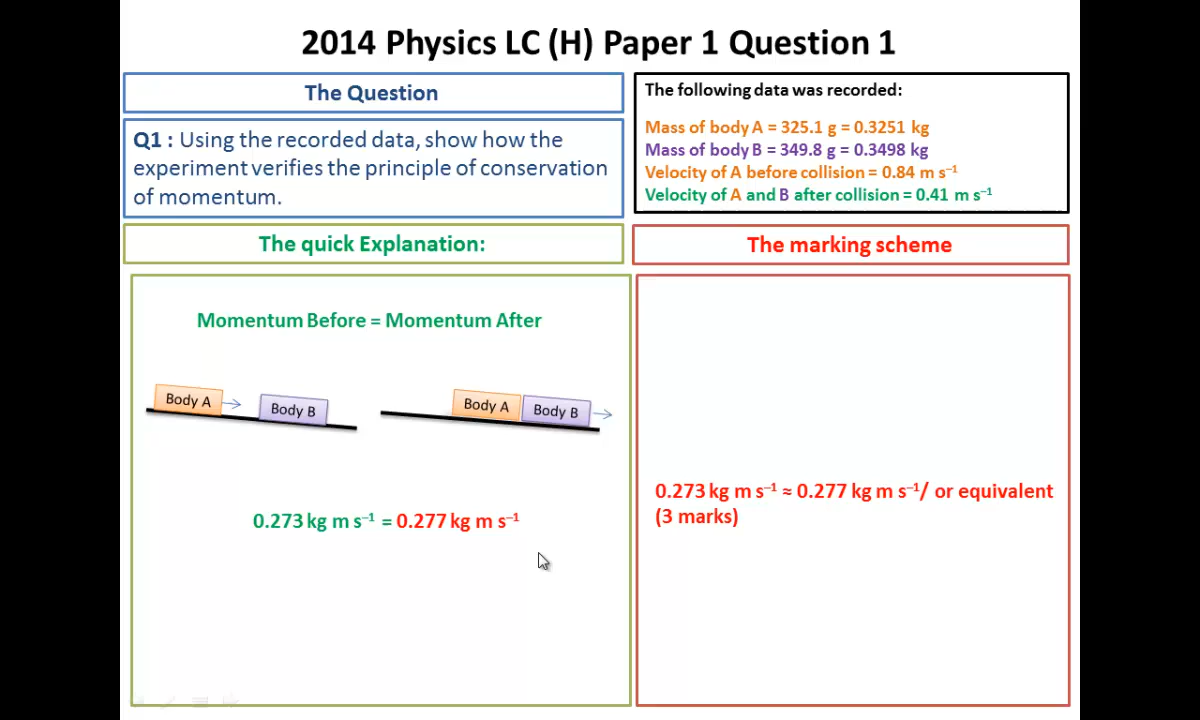 2014 Physics LC (H) Paper 1 Question 1
The Question
Q1 : Using the recorded data, show how the
experiment verifies the principle of conservation
of momentum.
The following data was recorded:
Mass of body A = 325.1 g = 0.3251 kg
Mass of body B = 349.8 g = 0.3498 kg
Velocity of A before collision = 0.84 m s⁻¹
Velocity of A and B after collision = 0.41 m s⁻¹
The quick Explanation:
The marking scheme
Momentum Before = Momentum After
Body A
Body B
Body A
Body B
0.273 kg m s⁻¹ = 0.277 kg m s⁻¹
0.273 kg m s⁻¹ ≈ 0.277 kg m s⁻¹/ or equivalent
(3 marks)